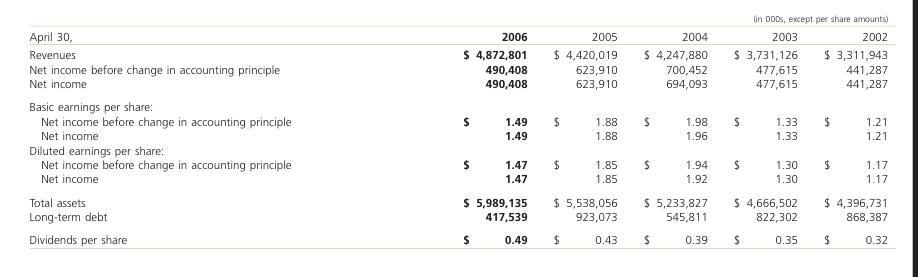 (in 000s, except per share amounts)
April 30, 2006 2005 2004 2003 2002
Revenues $ 4,872,801 $ 4,420,019 $ 4,247,880 $ 3,731,126 $ 3,311,943
Net income before change in accounting principle 490,408 623,910 700,452 477,615 441,287
Net income 490,408 623,910 694,093 477,615 441,287
Basic earnings per share:
Net income before change in accounting principle $ 1.49 $ 1.88 $ 1.98 $ 1.33 $ 1.21
Net income 1.49 1.88 1.96 1.33 1.21
Diluted earnings per share:
Net income before change in accounting principle $ 1.47 $ 1.85 $ 1.94 $ 1.30 $ 1.17
Net income 1.47 1.85 1.92 1.30 1.17
Total assets $ 5,989,135 $ 5,538,056 $ 5,233,827 $ 4,666,502 $ 4,396,731
Long-term debt 417,539 923,073 545,811 822,302 868,387
Dividends per share $ 0.49 $ 0.43 $ 0.39 $ 0.35 $ 0.32